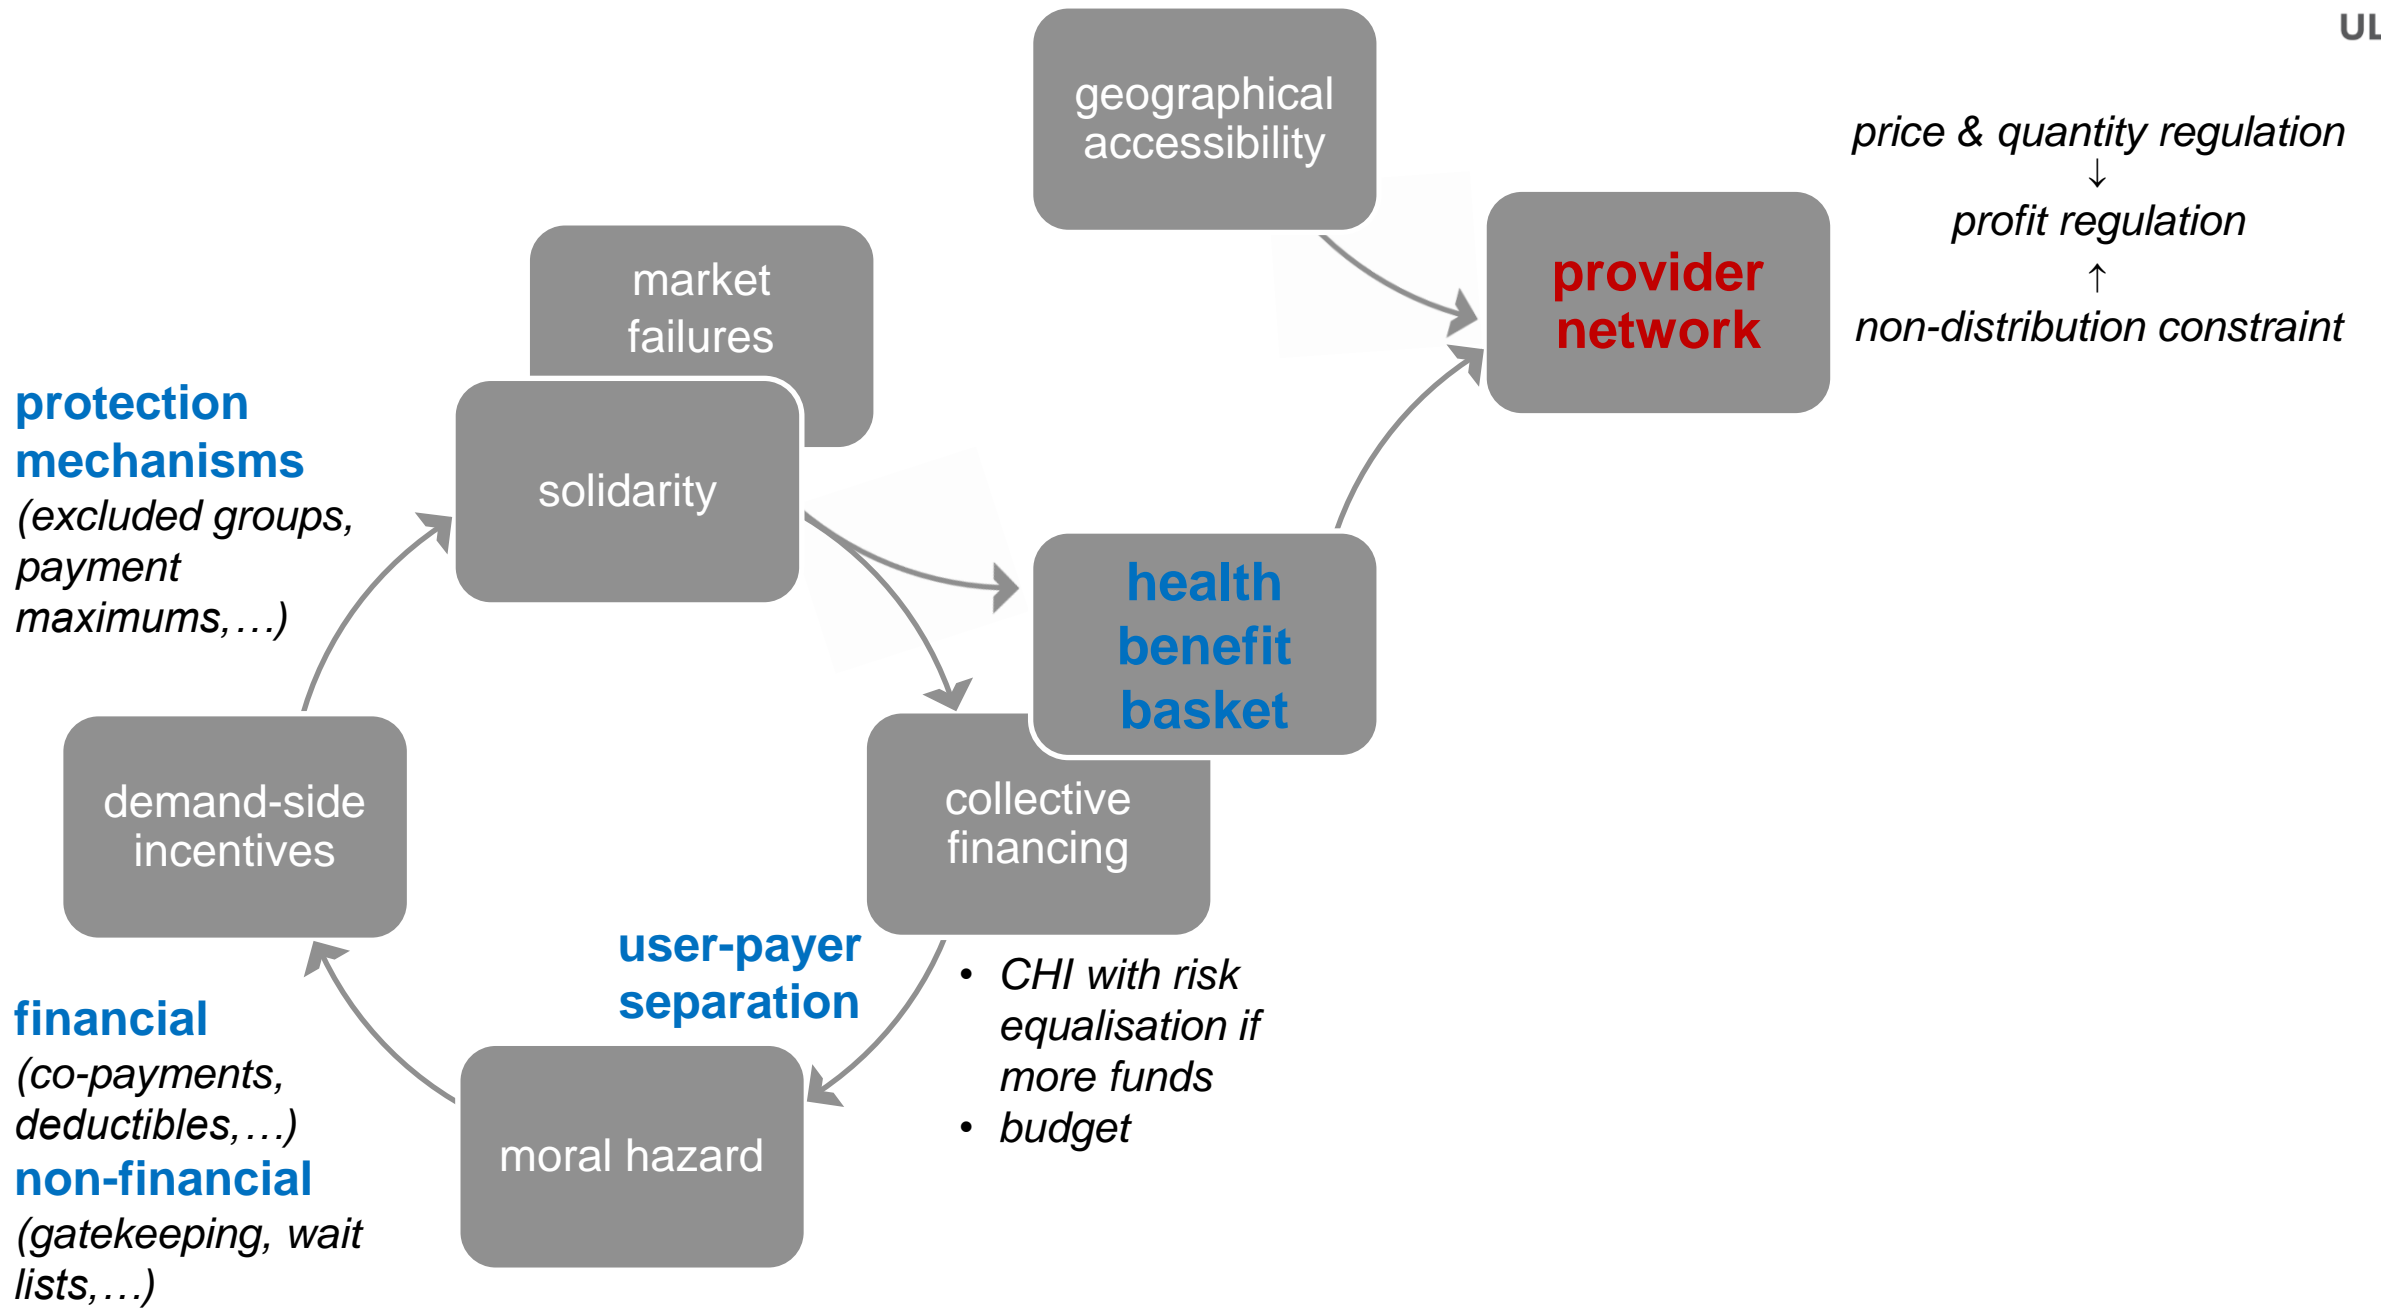 UL
geographical
accessibility
price & quantity regulation
↓
profit regulation
↑
non-distribution constraint
provider
network
market
failures
solidarity
protection
mechanisms
(excluded groups,
payment
maximums,…)
health
benefit
basket
demand-side
incentives
collective
financing
user-payer
separation
• CHI with risk
equalisation if
more funds
• budget
financial
(co-payments,
deductibles,…)
non-financial
(gatekeeping, wait
lists,…)
moral hazard